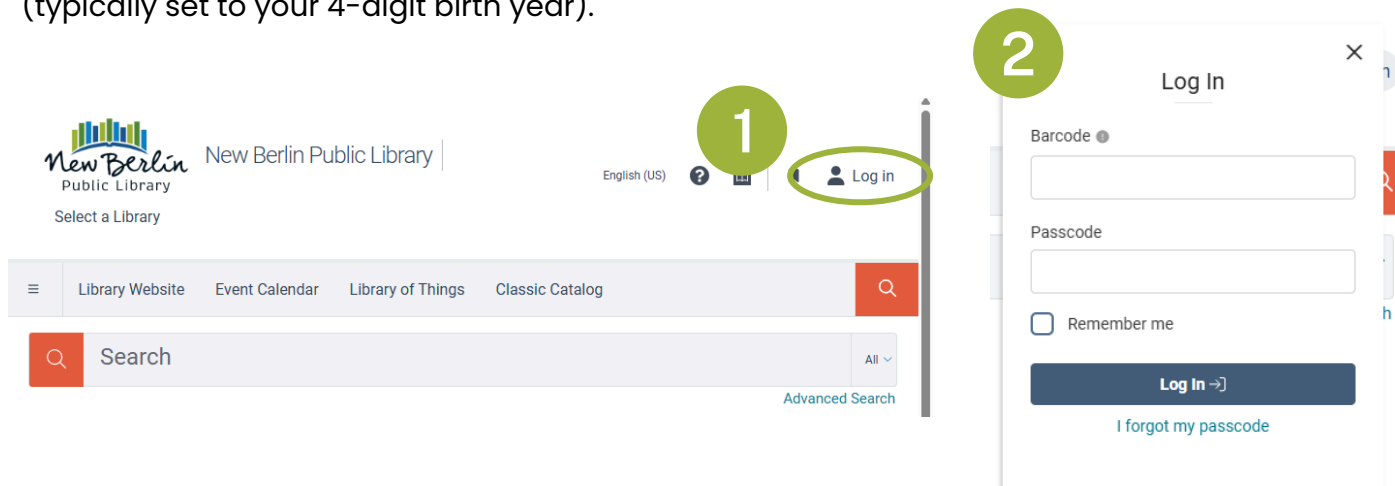 (typically set to your 4-digit birth year).
1
New Berlin
Public Library
New Berlin Public Library
English (US)
Log in
Select a Library
Library Website Event Calendar Library of Things Classic Catalog
Search
All
Advanced Search
2
Log In
Barcode
Passcode
Remember me
Log In
I forgot my passcode
n
h